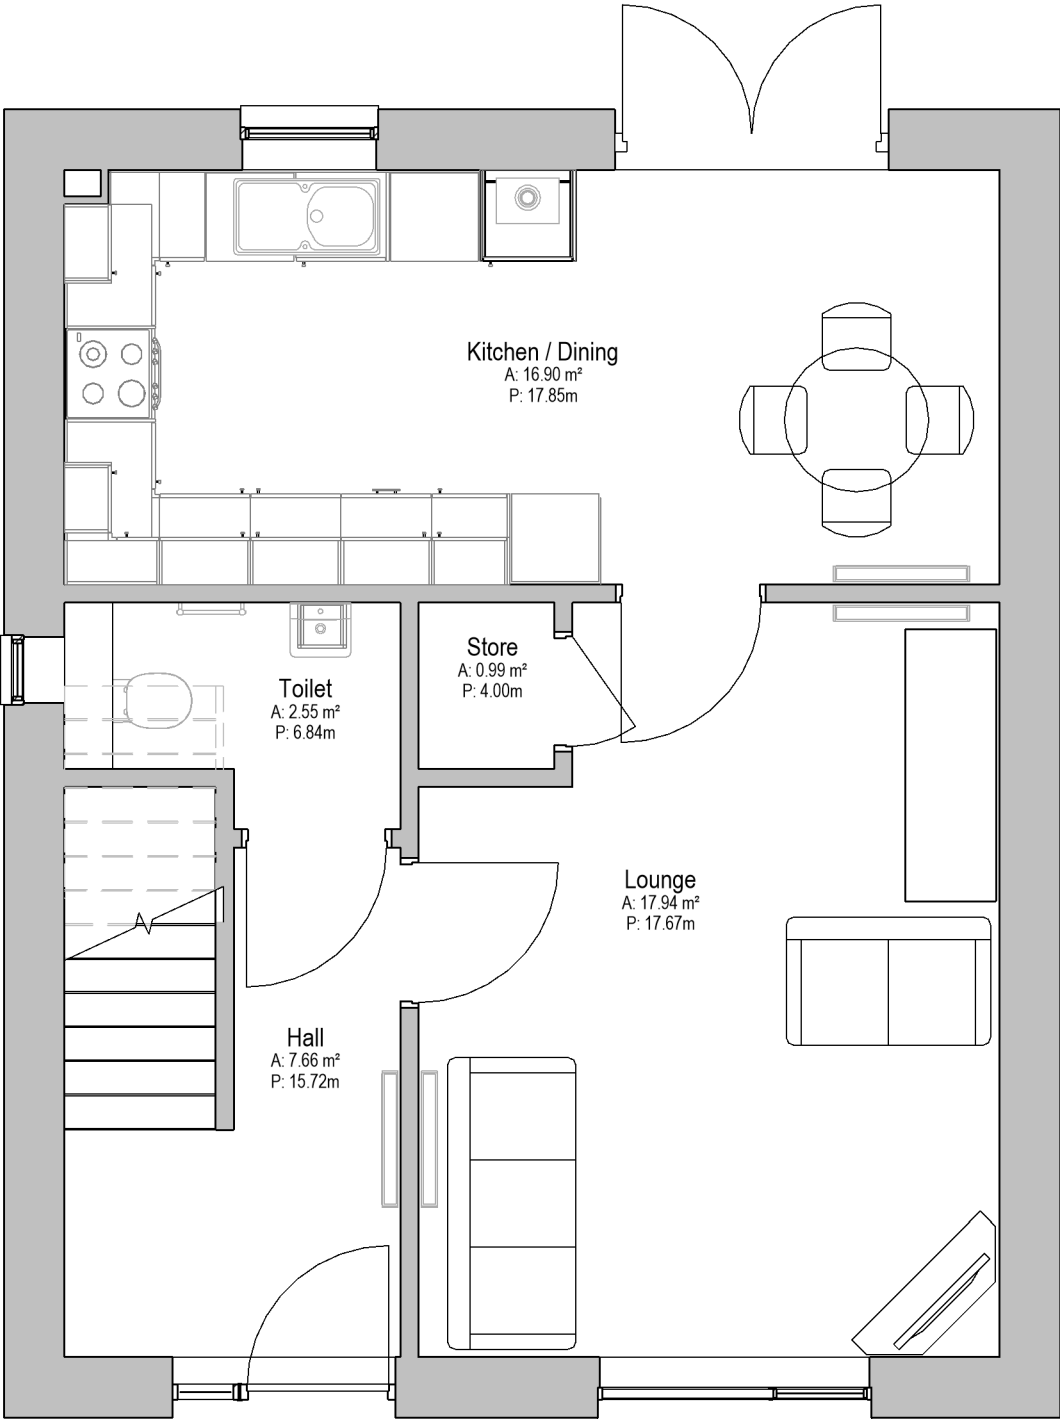 Kitchen / Dining
A: 16.90 m²
P: 17.85m
Store
A: 0.99 m²
P: 4.00m
Toilet
A: 2.55 m²
P: 6.84m
Lounge
A: 17.94 m²
P: 17.67m
Hall
A: 7.66 m²
P: 15.72m